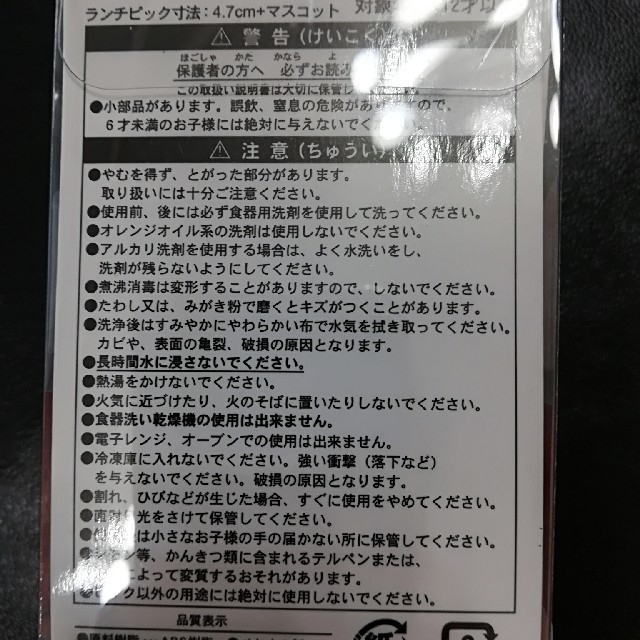 ランチピック寸法:4.7cm+マスコット 対象 12才以
⚠ 警告(けいこく
ほごしゃ かた かなら よ
保護者の方へ 必ずお読み
この取扱い説明書は大切に保管し
●小部品があります。誤飲、窒息の危険がありますので、
6才未満のお子様には絶対に与えないでください。
⚠ 注意(ちゅうい)
●やむを得ず、とがった部分があります。
取り扱いには十分ご注意ください。
●使用前、後には必ず食器用洗剤を使用して洗ってください。
●オレンジオイル系の洗剤は使用しないでください。
●アルカリ洗剤を使用する場合は、よく水洗いをし、
洗剤が残らないようにしてください。
●煮沸消毒は変形することがありますので、しないでください。
●たわし又は、みがき粉で磨くとキズがつくことがあります。
●洗浄後はすみやかにやわらかい布で水気を拭き取ってください。
カビや、表面の亀裂、破損の原因となります。
●長時間水に浸さないでください。
●熱湯をかけないでください。
●火気に近づけたり、火のそばに置いたりしないでください。
●食器洗い乾燥機の使用は出来ません。
●電子レンジ、オーブンでの使用は出来ません。
●冷凍庫に入れないでください。強い衝撃(落下など)
を与えないでください。破損の原因となります。
●割れ、ひびなどが生じた場合、すぐに使用をやめてください。
●直射日光をさけて保管してください。
は小さなお子様の手の届かない所に保管してください。
等、かんきつ類に含まれるテルペンまたは、
によって変質するおそれがあります。
ック以外の用途には絶対に使用しないでください。
品質表示
紙